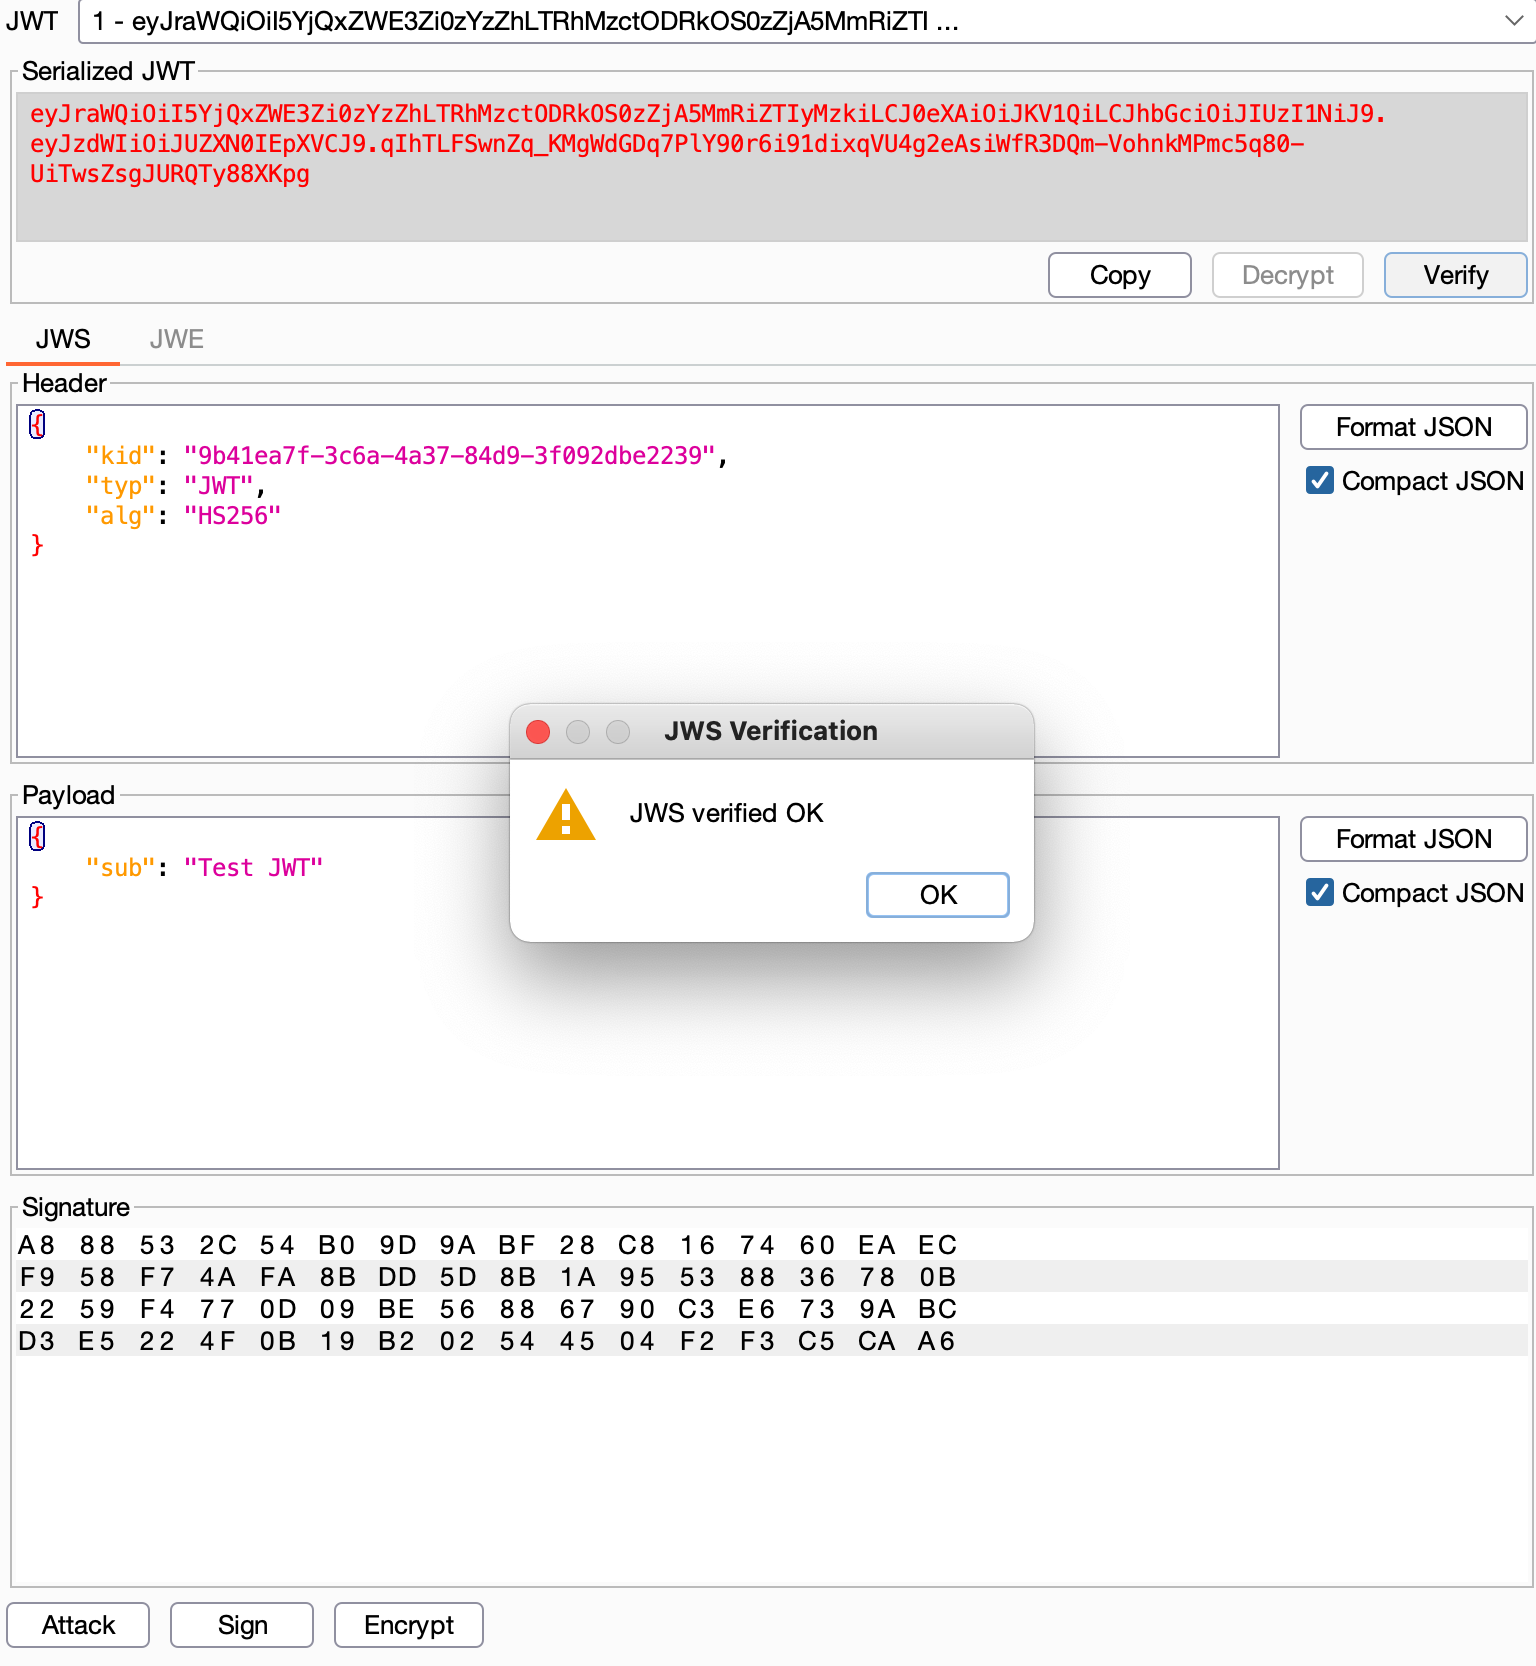 JWT 1 - eyJraWQiOiI5YjQxZWE3Zi0zYzZhLTRhMzctODRkOS0zZjA5MmRiZTI ...
Serialized JWT
eyJraWQiOiI5YjQxZWE3Zi0zYzZhLTRhMzctODRkOS0zZjA5MmRiZTIyMzkiLCJ0eXAiOiJKV1QiLCJhbGciOiJIUzI1NiJ9.
eyJzdWIiOiJUZXN0IEpXVCJ9.qIhTLFSwnZq_KMgWdGDq7PlY90r6i91dixqVU4g2eAsiWfR3DQm-VohnkMPmc5q80-
UiTwsZsgJURQTy88XKpg
Copy Decrypt Verify
JWS JWE
Header
{
"kid": "9b41ea7f-3c6a-4a37-84d9-3f092dbe2239",
"typ": "JWT",
"alg": "HS256"
}
Format JSON
Compact JSON
JWS Verification
JWS verified OK
OK
Payload
{
"sub": "Test JWT"
}
Format JSON
Compact JSON
Signature
A8 88 53 2C 54 B0 9D 9A BF 28 C8 16 74 60 EA EC
F9 58 F7 4A FA 8B DD 5D 8B 1A 95 53 88 36 78 0B
22 59 F4 77 0D 09 BE 56 88 67 90 C3 E6 73 9A BC
D3 E5 22 4F 0B 19 B2 02 54 45 04 F2 F3 C5 CA A6
Attack Sign Encrypt